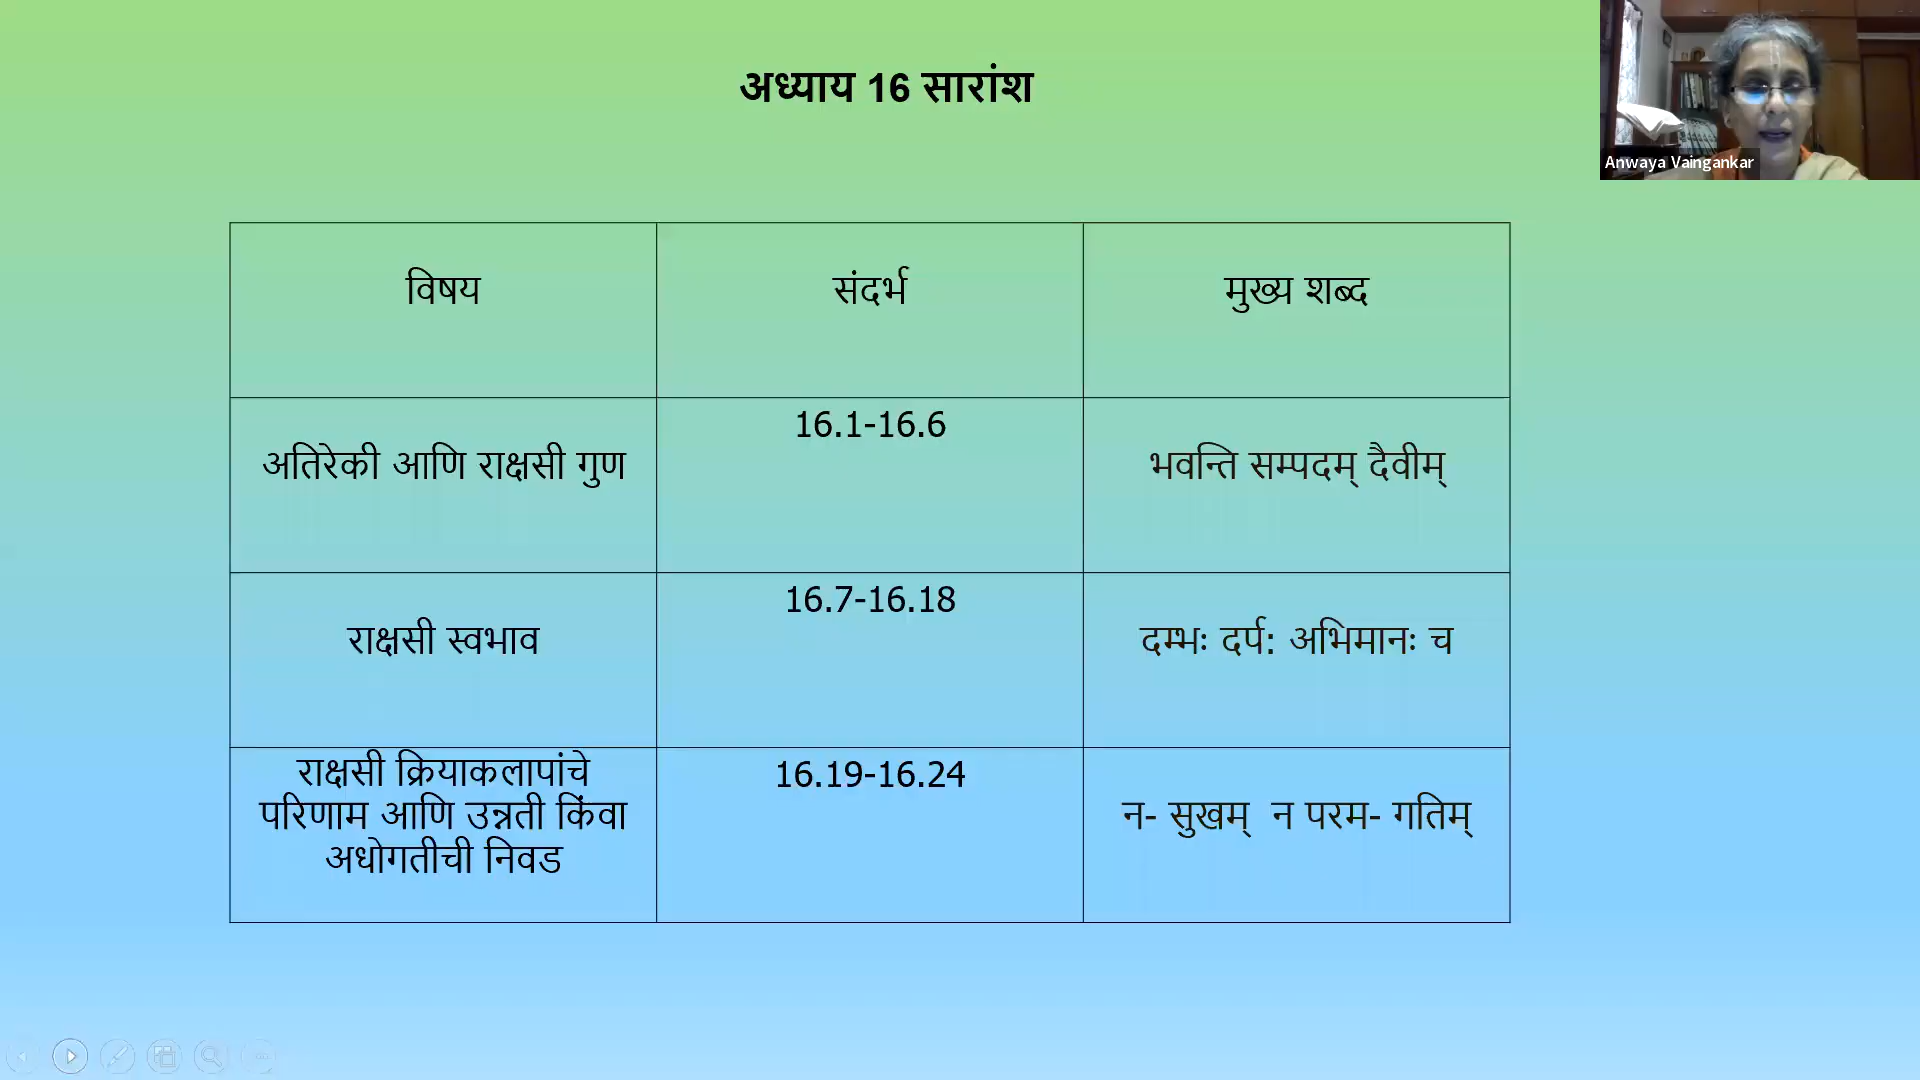 अध्याय 16 सारांश
Anwaya Vaingankar
विषय
संदर्भ
मुख्य शब्द
अतिरेकी आणि राक्षसी गुण
16.1-16.6
भवन्ति सम्पदम् दैवीम्
राक्षसी स्वभाव
16.7-16.18
दम्भः दर्प: अभिमानः च
राक्षसी क्रियाकलापांचे
परिणाम आणि उन्नती किंवा
अधोगतीची निवड
16.19-16.24
न- सुखम्  न परम- गतिम्